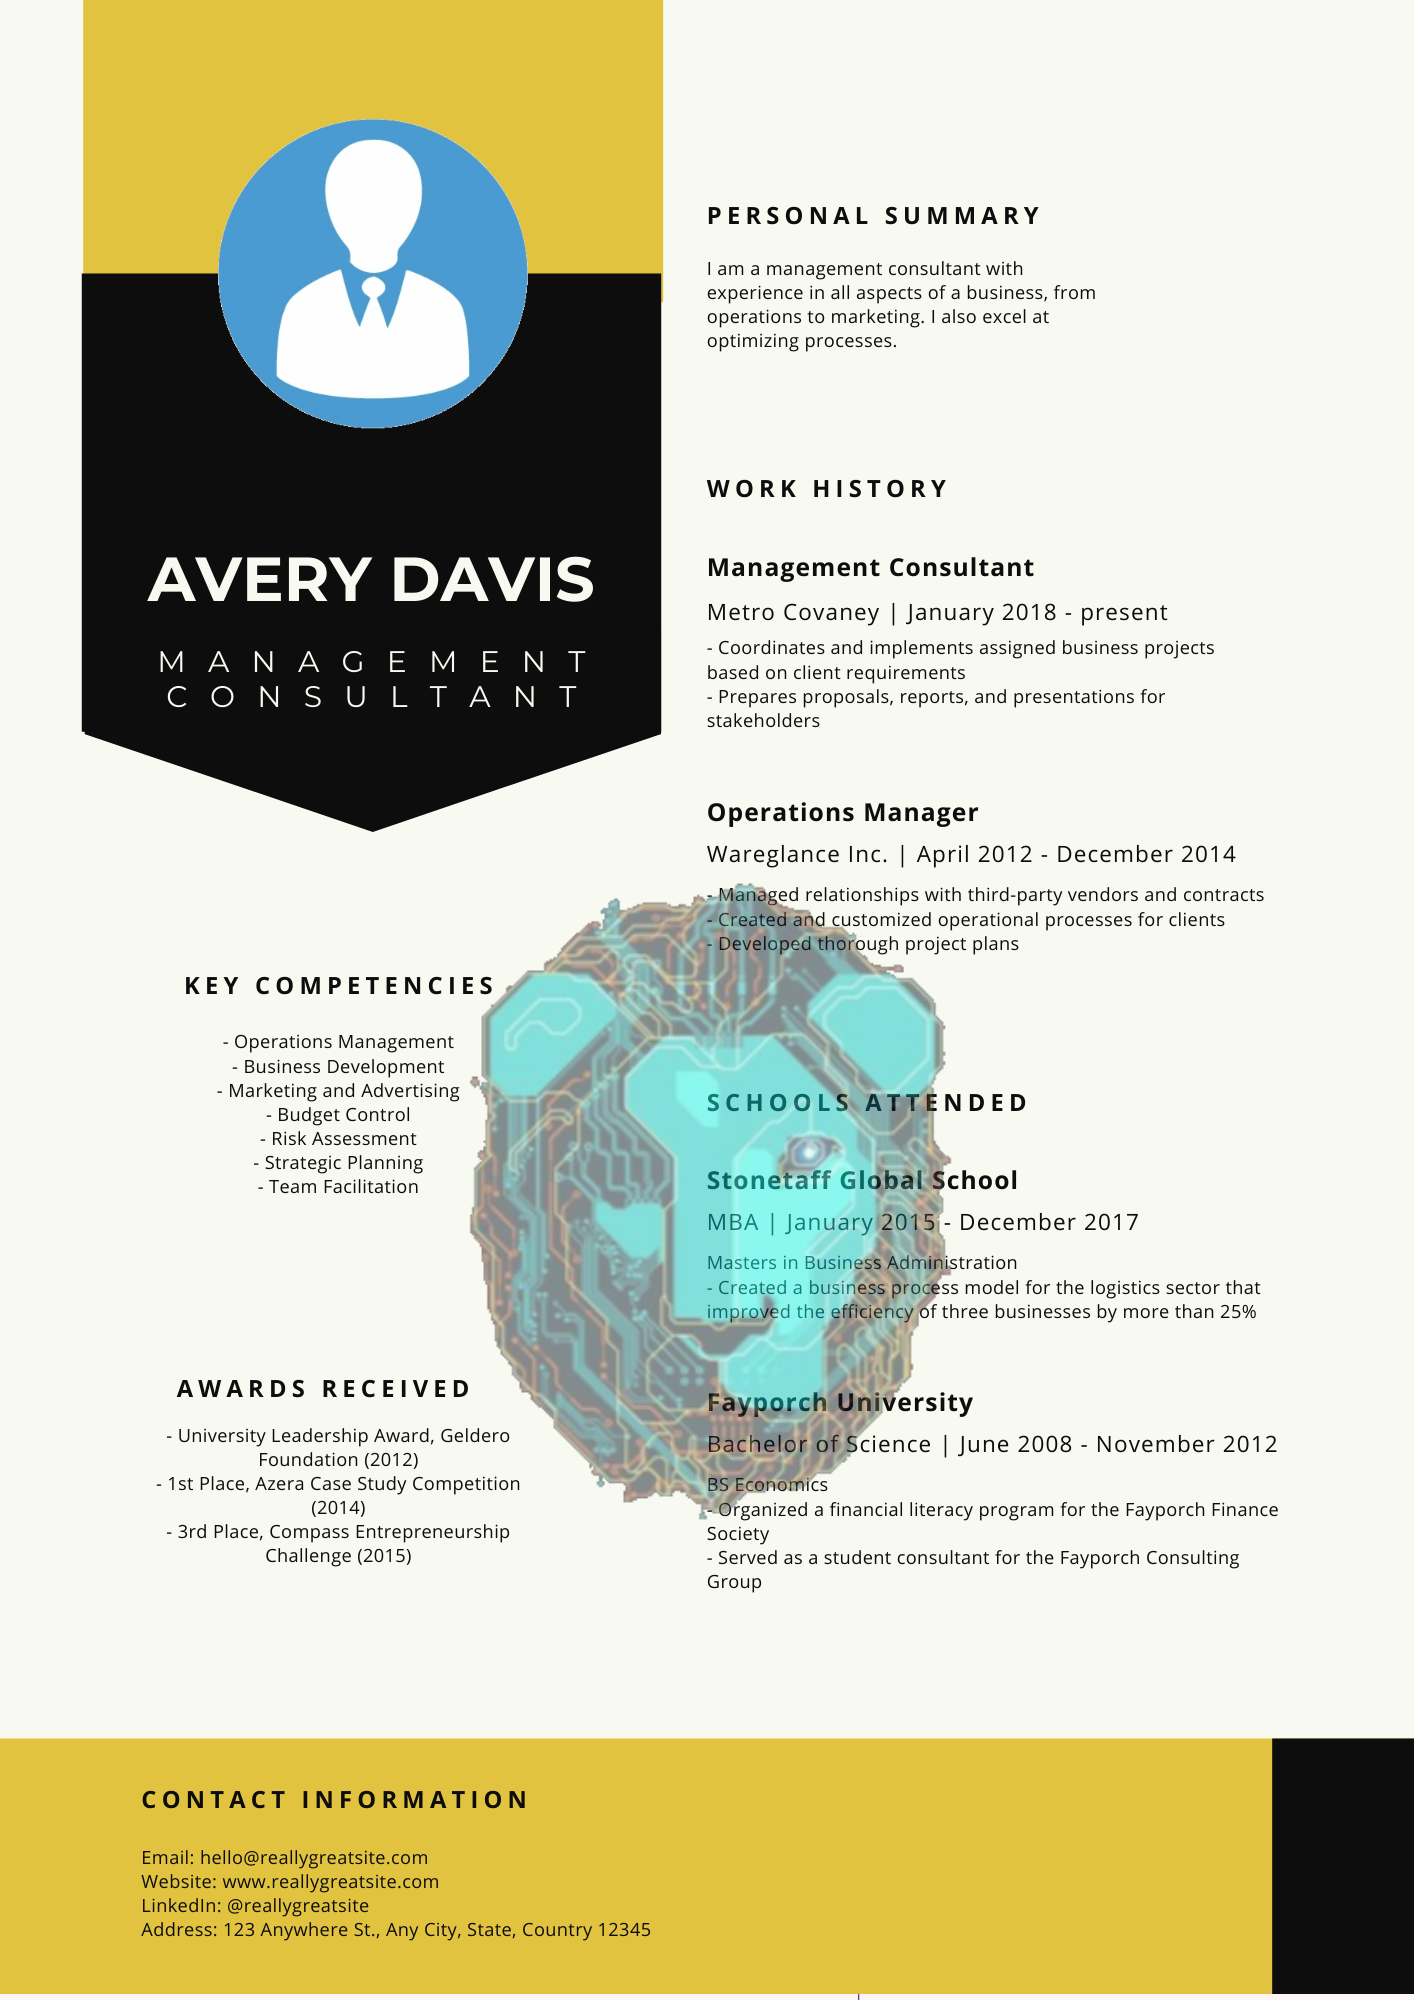 AVERY DAVIS
MANAGEMENT
CONSULTANT
KEY COMPETENCIES
- Operations Management
- Business Development
- Marketing and Advertising
- Budget Control
- Risk Assessment
- Strategic Planning
- Team Facilitation
AWARDS RECEIVED
- University Leadership Award, Geldero
Foundation (2012)
- 1st Place, Azera Case Study Competition
(2014)
- 3rd Place, Compass Entrepreneurship
Challenge (2015)
PERSONAL SUMMARY
I am a management consultant with
experience in all aspects of a business, from
operations to marketing. I also excel at
optimizing processes.
WORK HISTORY
Management Consultant
Metro Covaney | January 2018 - present
- Coordinates and implements assigned business projects
based on client requirements
- Prepares proposals, reports, and presentations for
stakeholders
Operations Manager
Wareglance Inc. | April 2012 - December 2014
- Managed relationships with third-party vendors and contracts
- Created and customized operational processes for clients
- Developed thorough project plans
SCHOOLS ATTENDED
Stonetaff Global School
MBA | January 2015 - December 2017
Masters in Business Administration
- Created a business process model for the logistics sector that
improved the efficiency of three businesses by more than 25%
Fayporch University
Bachelor of Science | June 2008 - November 2012
BS Economics
- Organized a financial literacy program for the Fayporch Finance
Society
- Served as a student consultant for the Fayporch Consulting
Group
CONTACT INFORMATION
Email: hello@reallygreatsite.com
Website: www.reallygreatsite.com
LinkedIn: @reallygreatsite
Address: 123 Anywhere St., Any City, State, Country 12345